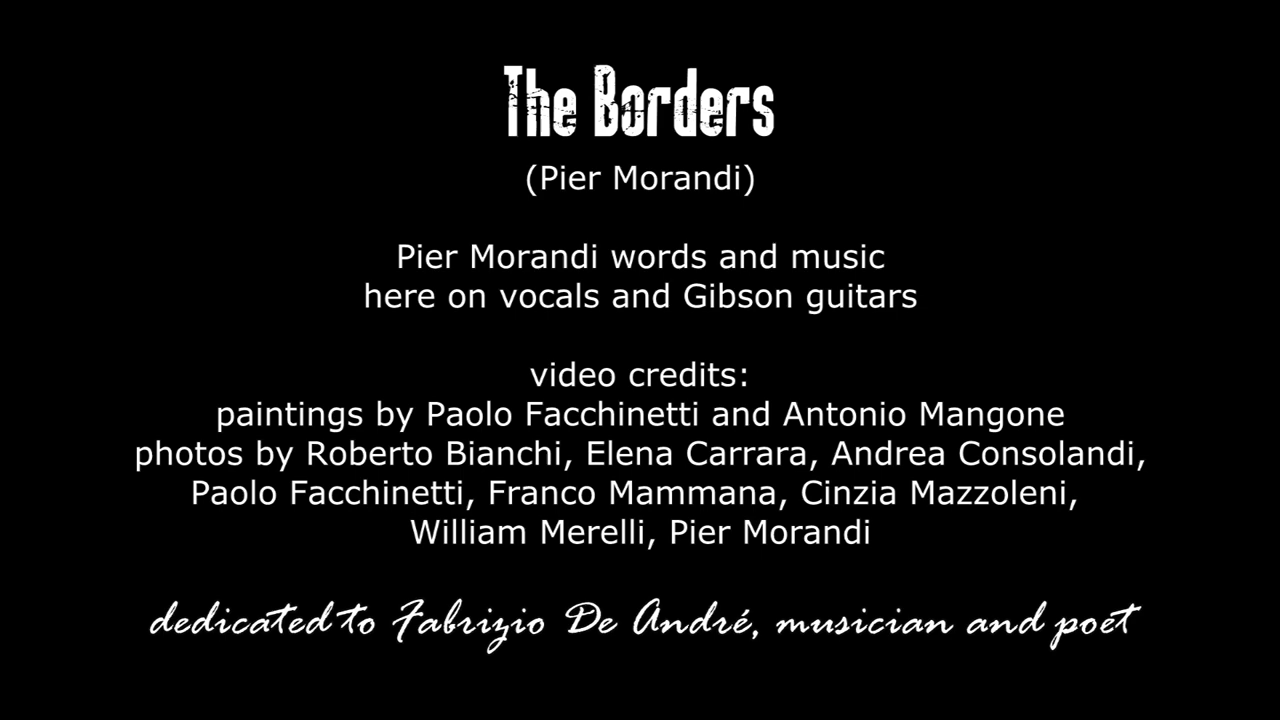 The Borders
(Pier Morandi)
Pier Morandi words and music
here on vocals and Gibson guitars
video credits:
paintings by Paolo Facchinetti and Antonio Mangone
photos by Roberto Bianchi, Elena Carrara, Andrea Consolandi,
Paolo Facchinetti, Franco Mammana, Cinzia Mazzoleni,
William Merelli, Pier Morandi
dedicated to Fabrizio De André, musician and poet